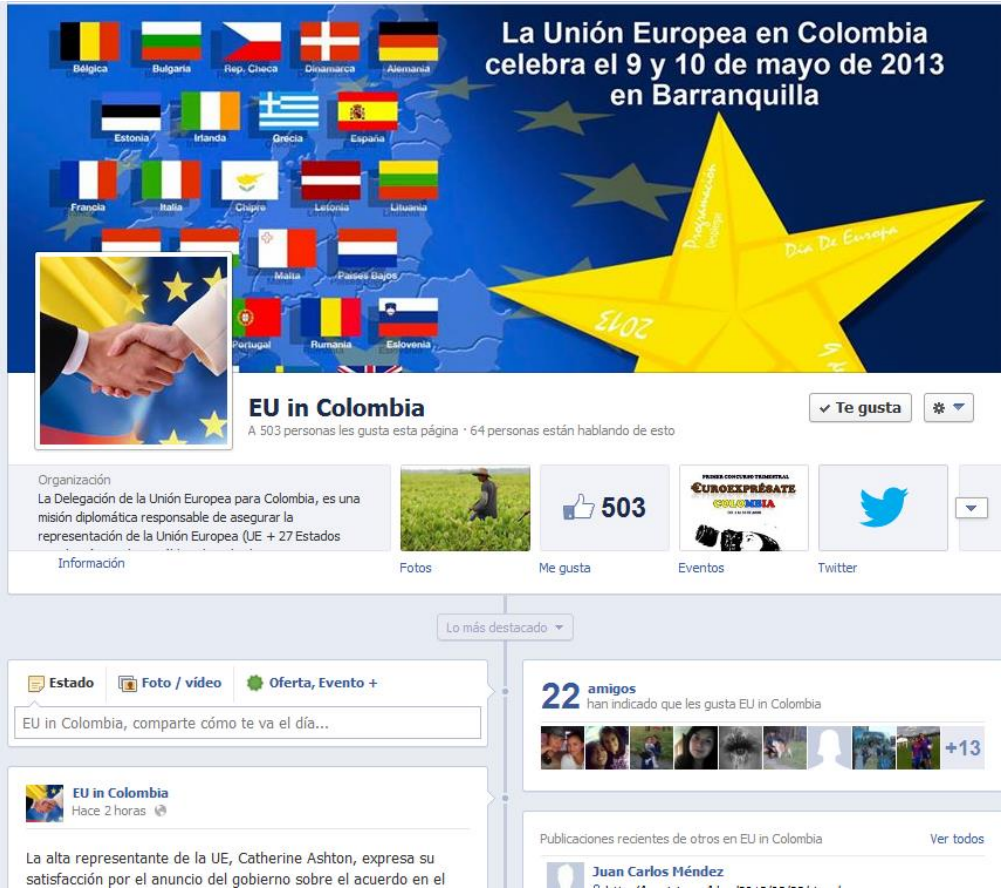 La Unión Europea en Colombia
celebra el 9 y 10 de mayo de 2013
en Barranquilla
Bélgica Bulgaria Rep. Checa Dinamarca Alemania
Estonia Irlanda Grecia España
Francia Italia Chipre Letonia Lituania
Malta Países Bajos
Portugal Rumania Eslovenia
Programación
Día De Europa
2013
EU in Colombia
A 503 personas les gusta esta página · 64 personas están hablando de esto
Te gusta
Organización
La Delegación de la Unión Europea para Colombia, es una
misión diplomática responsable de asegurar la
representación de la Unión Europea (UE + 27 Estados
Información
Fotos
503
Me gusta
PRIMER CONCURSO TRIMESTRAL
€UROEXPRÉSATE
COLOMBIA
Eventos
Twitter
Lo más destacado
Estado Foto / vídeo Oferta, Evento +
EU in Colombia, comparte cómo te va el día...
EU in Colombia
Hace 2 horas
La alta representante de la UE, Catherine Ashton, expresa su
satisfacción por el anuncio del gobierno sobre el acuerdo en el
22 amigos
han indicado que les gusta EU in Colombia
+13
Publicaciones recientes de otros en EU in Colombia Ver todos
Juan Carlos Méndez